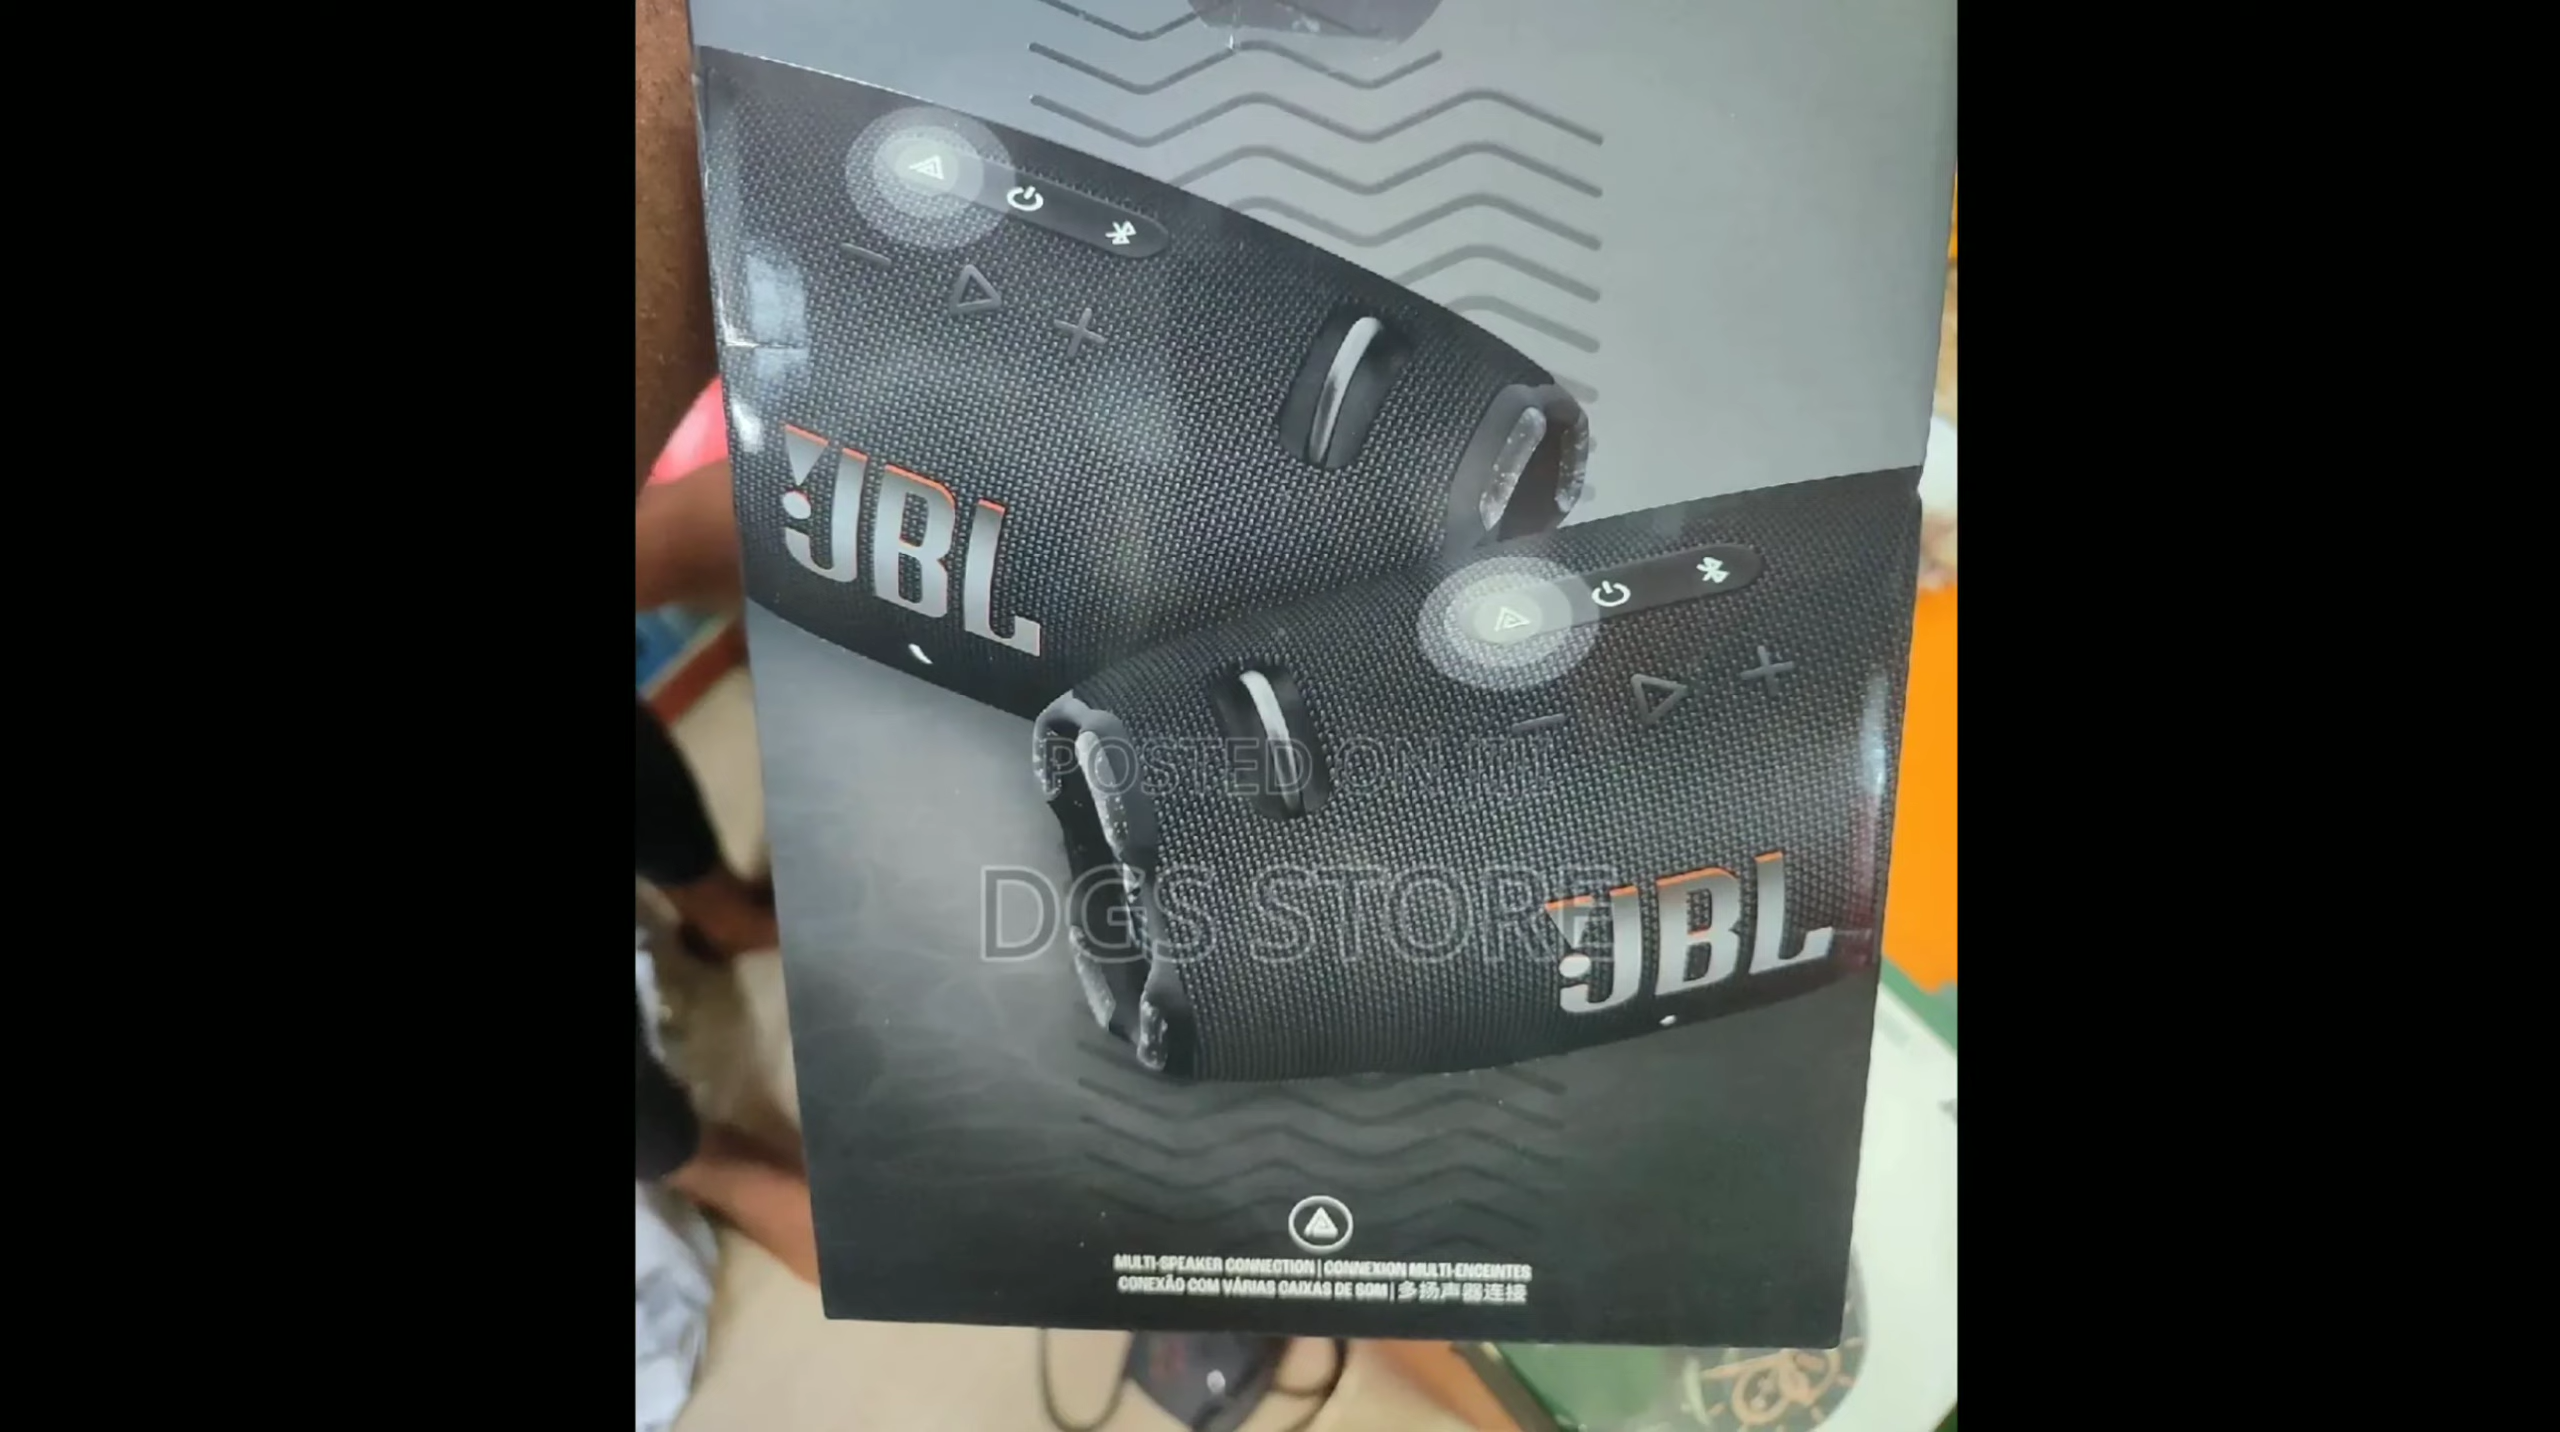 JBL
JBL
POSTED ON Jiji
DGS STORE
MULTI-SPEAKER CONNECTION | CONNEXION MULTI-ENCEINTES
CONEXÃO COM VÁRIAS CAIXAS DE SOM | 多扬声器连接